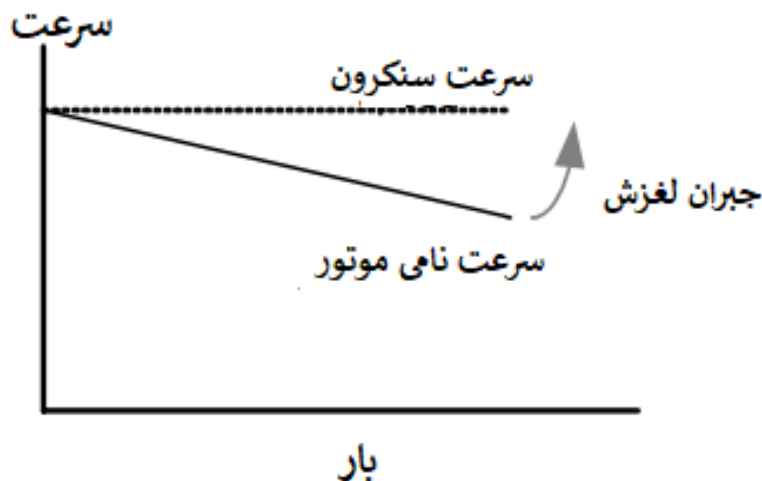 سرعت
سرعت سنکرون
جبران لغزش
سرعت نامی موتور
بار